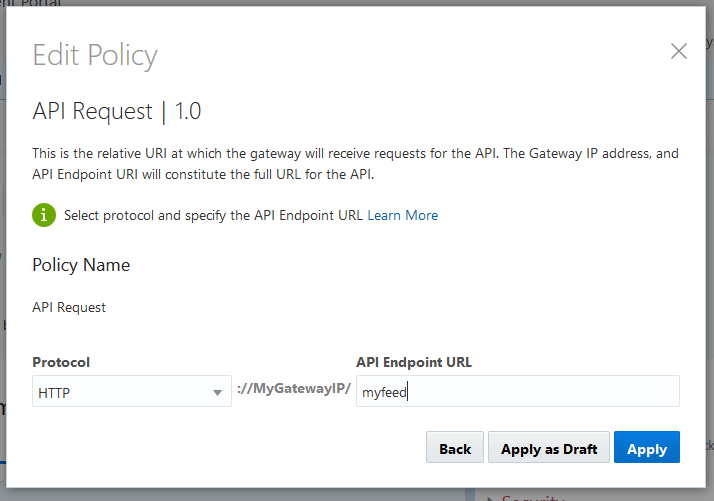 ent Portal
Edit Policy
API Request | 1.0
This is the relative URI at which the gateway will receive requests for the API. The Gateway IP address, and
API Endpoint URI will constitute the full URL for the API.
Select protocol and specify the API Endpoint URL Learn More
Policy Name
API Request
Protocol
API Endpoint URL
HTTP
://MyGatewayIP/
myfeed
Back
Apply as Draft
Apply